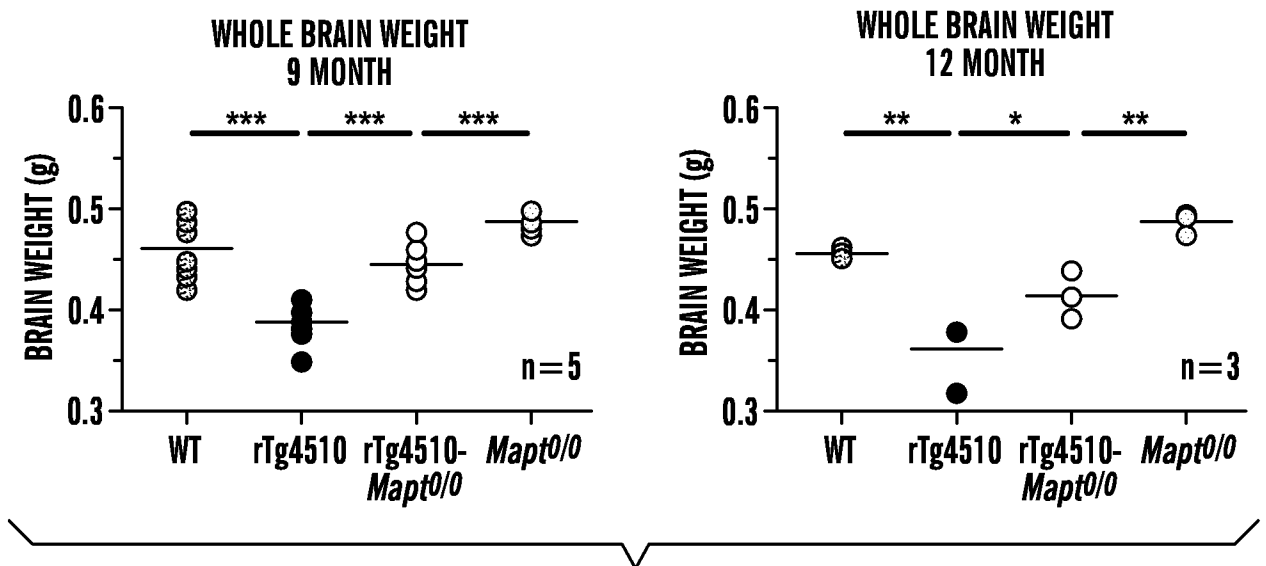 WHOLE BRAIN WEIGHT
9 MONTH
BRAIN WEIGHT (g)
0.6
0.5
0.4
0.3
***
***
***
n=5
WT
rTg4510
rTg4510-
Mapt0/0
Mapt0/0
WHOLE BRAIN WEIGHT
12 MONTH
BRAIN WEIGHT (g)
0.6
0.5
0.4
0.3
**
*
**
n=3
WT
rTg4510
rTg4510-
Mapt0/0
Mapt0/0